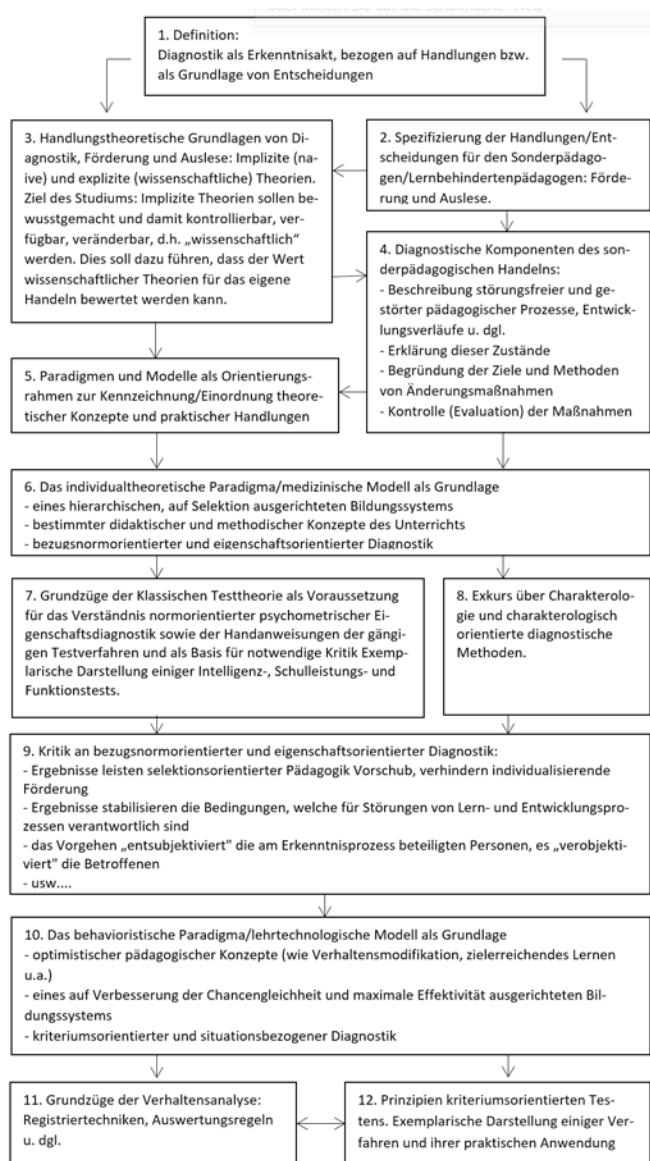 1. Definition:
Diagnostik als Erkenntnisakt, bezogen auf Handlungen bzw.
als Grundlage von Entscheidungen
3. Handlungstheoretische Grundlagen von Di-
agnostik, Förderung und Auslese: Implizite (na-
ive) und explizite (wissenschaftliche) Theorien.
Ziel des Studiums: Implizite Theorien sollen be-
wusstgemacht und damit kontrollierbar, ver-
fügbar, veränderbar, d.h. „wissenschaftlich“
werden. Dies soll dazu führen, dass der Wert
wissenschaftlicher Theorien für das eigene
Handeln bewertet werden kann.
2. Spezifizierung der Handlungen/Ent-
scheidungen für den Sonderpädago-
gen/Lernbehindertenpädagogen: Förde-
rung und Auslese.
4. Diagnostische Komponenten des son-
derpädagogischen Handelns:
- Beschreibung störungsfreier und ge-
störter pädagogischer Prozesse, Entwick-
lungsverläufe u. dgl.
- Erklärung dieser Zustände
- Begründung der Ziele und Methoden
von Änderungsmaßnahmen
- Kontrolle (Evaluation) der Maßnahmen
5. Paradigmen und Modelle als Orientierungs-
rahmen zur Kennzeichnung/Einordnung theore-
tischer Konzepte und praktischer Handlungen
6. Das individualtheoretische Paradigma/medizinische Modell als Grundlage
- eines hierarchischen, auf Selektion ausgerichteten Bildungssystems
- bestimmter didaktischer und methodischer Konzepte des Unterrichts
- bezugsnormorientierter und eigenschaftsorientierter Diagnostik
7. Grundzüge der Klassischen Testtheorie als Voraussetzung
für das Verständnis normorientierter psychometrischer Ei-
genschaftsdiagnostik sowie der Handanweisungen der gängi-
gen Testverfahren und als Basis für notwendige Kritik Exemp-
larische Darstellung einiger Intelligenz-, Schulleistungs- und
Funktionstests.
8. Exkurs über Charakterolo-
gie und charakterologisch
orientierte diagnostische
Methoden.
9. Kritik an bezugsnormorientierter und eigenschaftsorientierter Diagnostik:
- Ergebnisse leisten selektionsorientierter Pädagogik Vorschub, verhindern individualisierende
Förderung
- Ergebnisse stabilisieren die Bedingungen, welche für Störungen von Lern- und Entwicklungspro-
zessen verantwortlich sind
- das Vorgehen „entsubjektiviert" die am Erkenntnisprozess beteiligten Personen, es „verobjekti-
viert" die Betroffenen
- usw....
10. Das behavioristische Paradigma/lehrtechnologische Modell als Grundlage
- optimistischer pädagogischer Konzepte (wie Verhaltensmodifikation, zielerreichendes Lernen
u.a.)
- eines auf Verbesserung der Chancengleichheit und maximale Effektivität ausgerichteten Bil-
dungssystems
- kriteriumsorientierter und situationsbezogener Diagnostik
11. Grundzüge der Verhaltensanalyse:
Registriertechniken, Auswertungsregeln
u. dgl.
12. Prinzipien kriteriumsorientierten Tes-
tens. Exemplarische Darstellung einiger Ver-
fahren und ihrer praktischen Anwendung